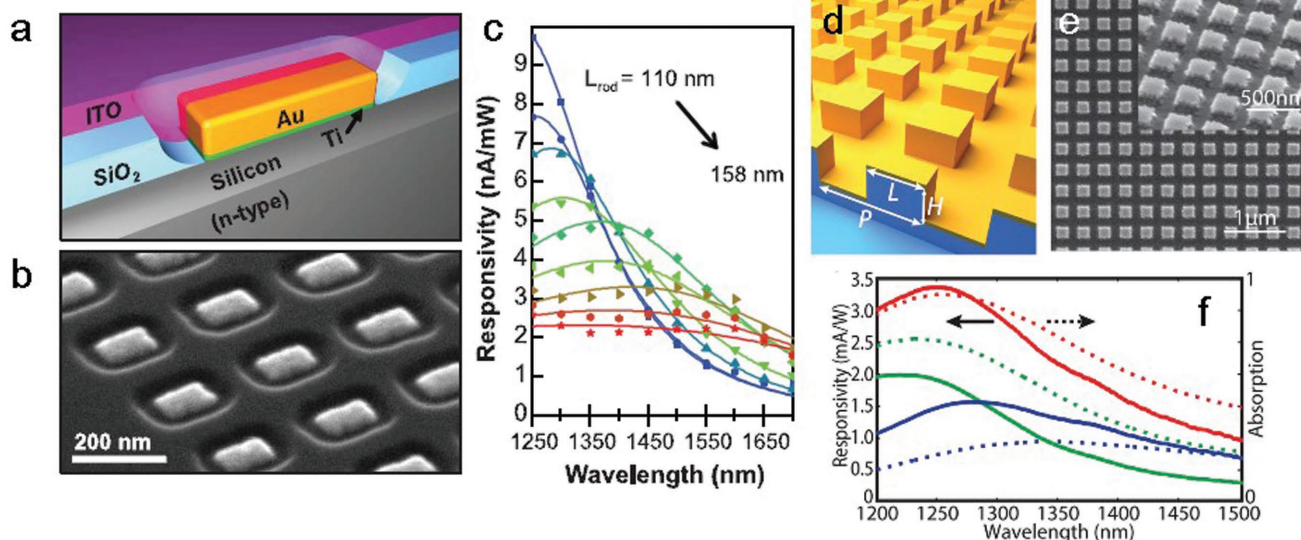 a
ITO
Au
Ti
SiO2
Silicon
(n-type)
b
200 nm
c
Responsivity (nA/mW)
9
8
7
6
5
4
3
2
1
0
Lrod = 110 nm
158 nm
1250 1350 1450 1550 1650
Wavelength (nm)
d
L
H
P
e
500nm
1μm
f
Responsivity (mA/W)
3.5
3.0
2.5
2.0
1.5
1.0
0.5
0
1
0
Absorption
1200 1250 1300 1350 1400 1450 1500
Wavelength (nm)